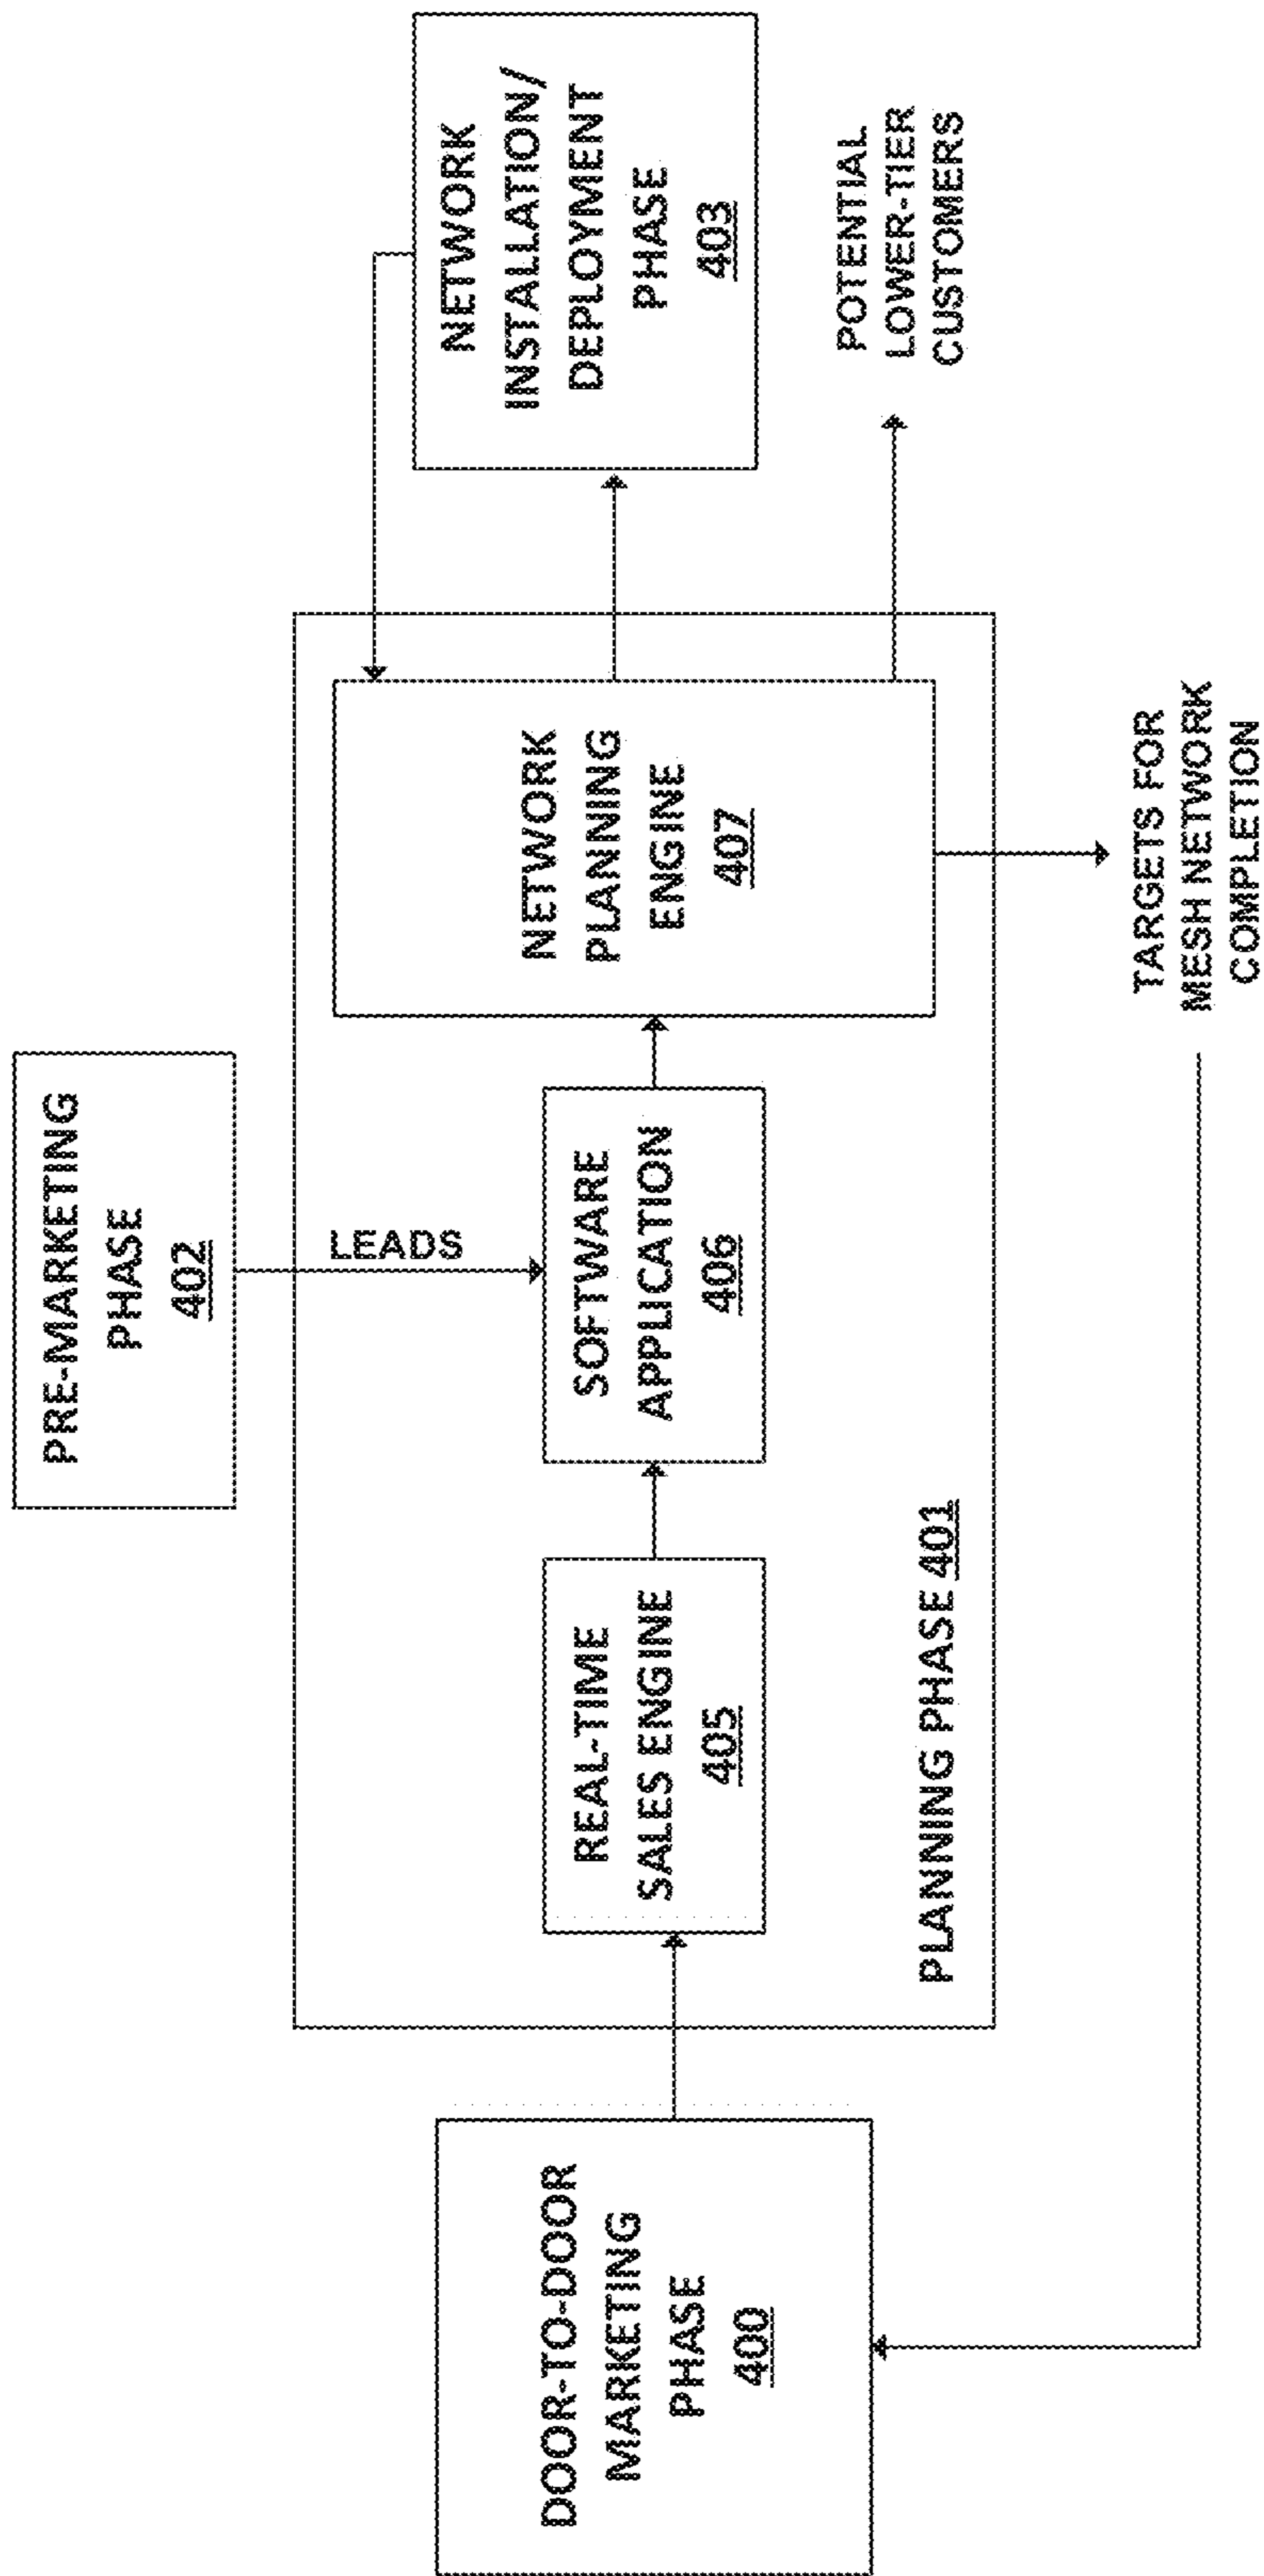 PRE-MARKETING
PHASE
402
LEADS
DOOR-TO-DOOR
MARKETING
PHASE
400
REAL-TIME
SALES ENGINE
405
SOFTWARE
APPLICATION
406
NETWORK
PLANNING
ENGINE
407
PLANNING PHASE 401
NETWORK
INSTALLATION/
DEPLOYMENT
PHASE
403
POTENTIAL
LOWER-TIER
CUSTOMERS
TARGETS FOR
MESH NETWORK
COMPLETION